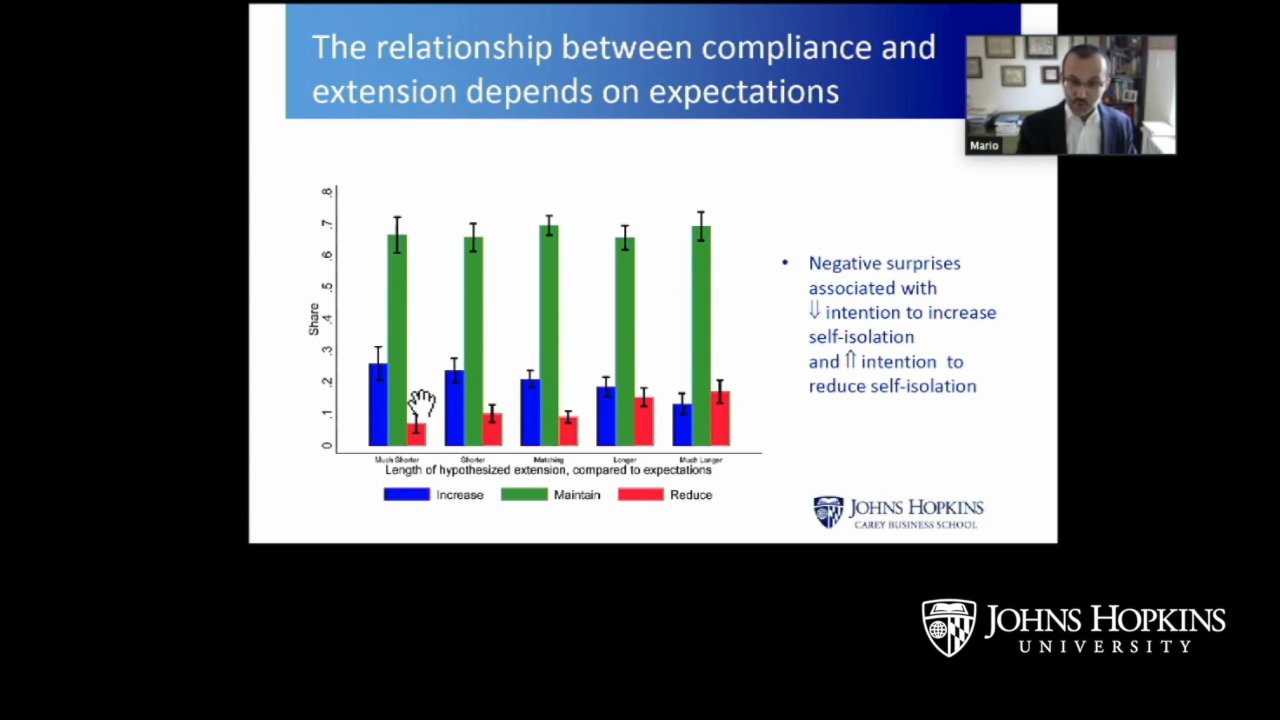 The relationship between compliance and
extension depends on expectations
Mario
.8
.7
.6
.5
.4
.3
.2
.1
0
Share
Much Shorter
Shorter
Matching
Longer
Much Longer
Length of hypothesized extension, compared to expectations
Increase
Maintain
Reduce
• Negative surprises
associated with
⇓ intention to increase
self-isolation
and ⇑ intention to
reduce self-isolation
JOHNS HOPKINS
CAREY BUSINESS SCHOOL
JOHNS HOPKINS
UNIVERSITY